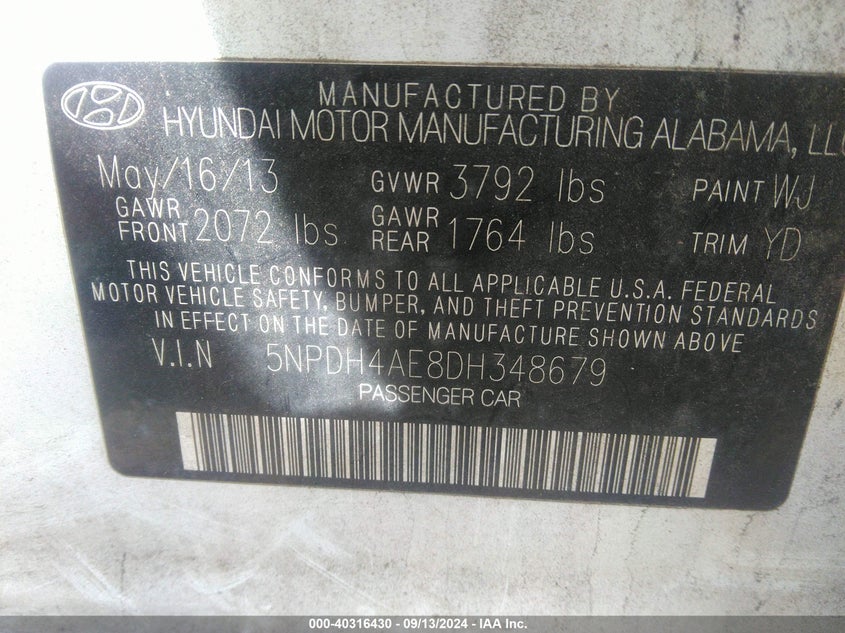 MANUFACTURED BY
HYUNDAI MOTOR MANUFACTURING ALABAMA, LLC
May/16/13 GVWR 3792 lbs PAINT WJ
GAWR FRONT 2072 lbs GAWR REAR 1764 lbs TRIM YD
THIS VEHICLE CONFORMS TO ALL APPLICABLE U.S.A. FEDERAL
MOTOR VEHICLE SAFETY, BUMPER, AND THEFT PREVENTION STANDARDS
IN EFFECT ON THE DATE OF MANUFACTURE SHOWN ABOVE
V.I.N 5NPDH4AE8DH348679
PASSENGER CAR
000-40316430 - 09/13/2024 - IAA Inc.